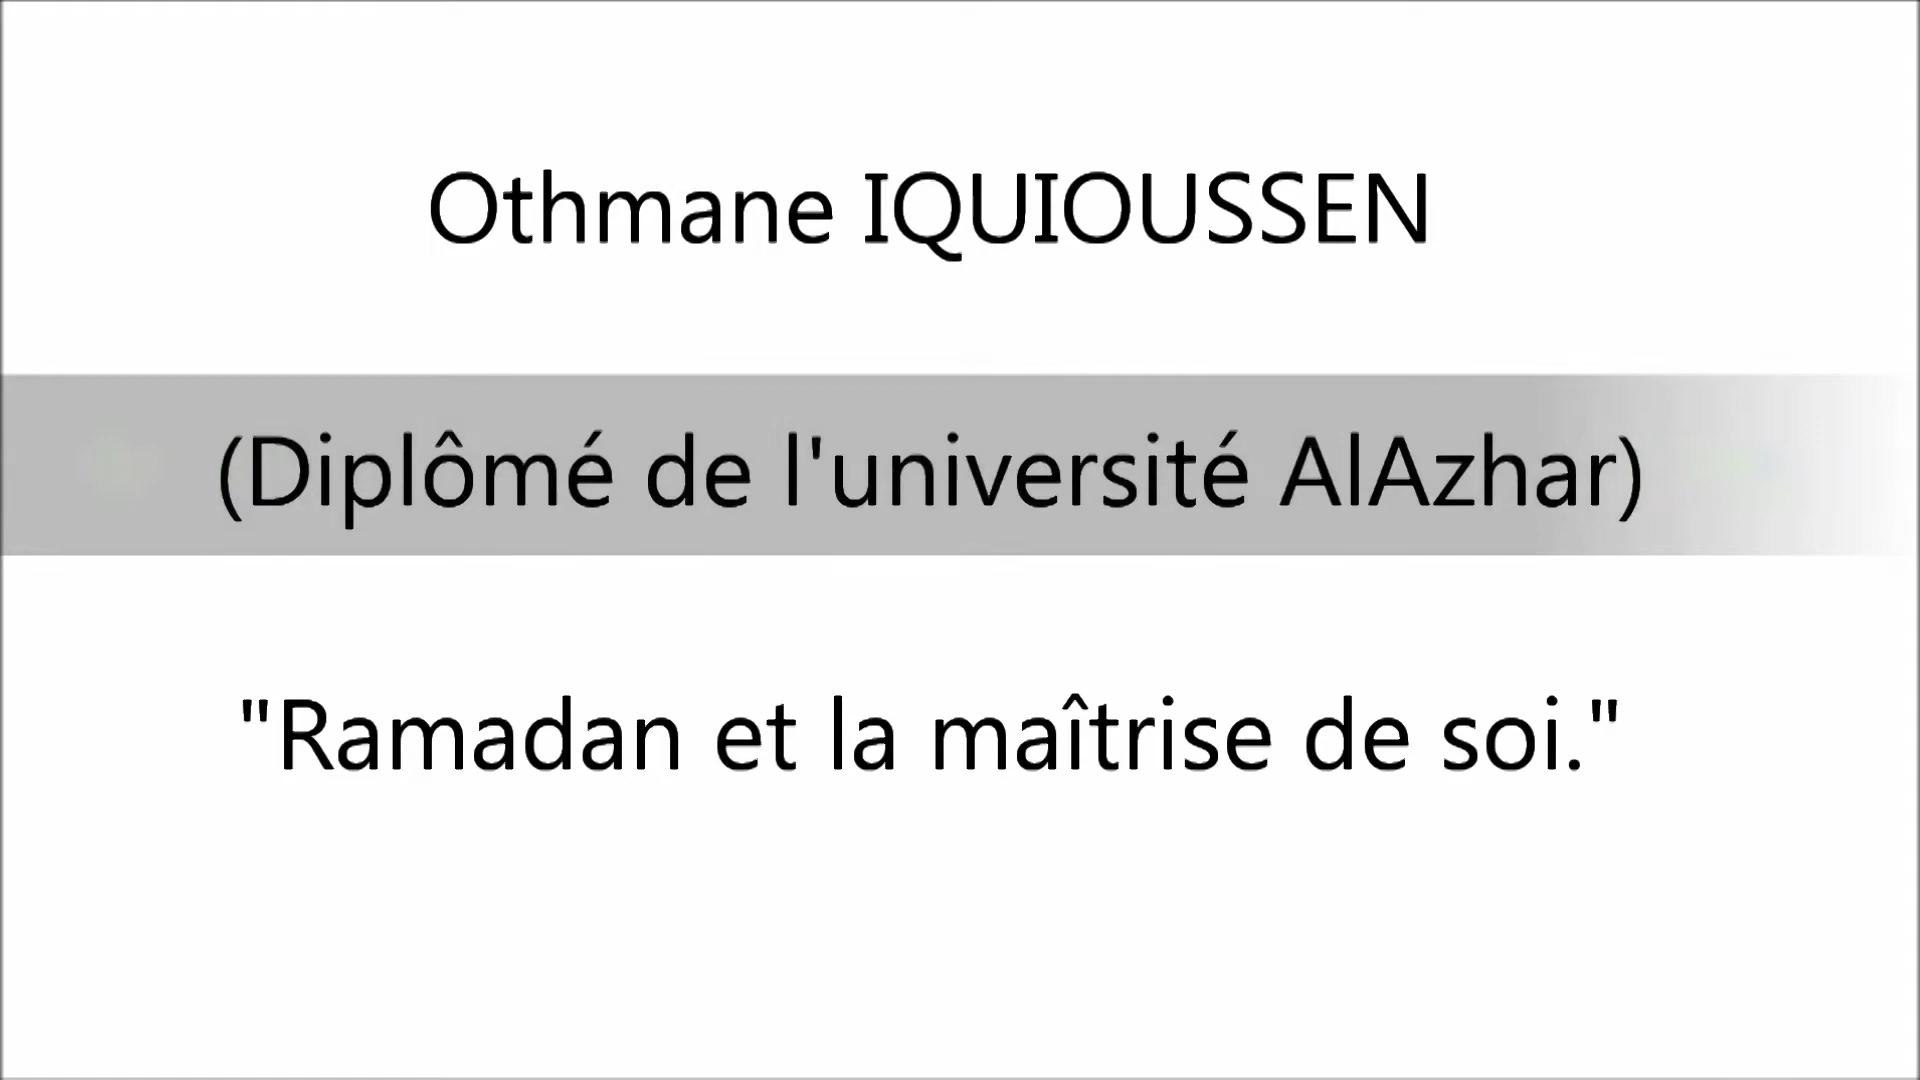 Othmane IQUIOUSSEN
(Diplômé de l'université AlAzhar)
"Ramadan et la maîtrise de soi."